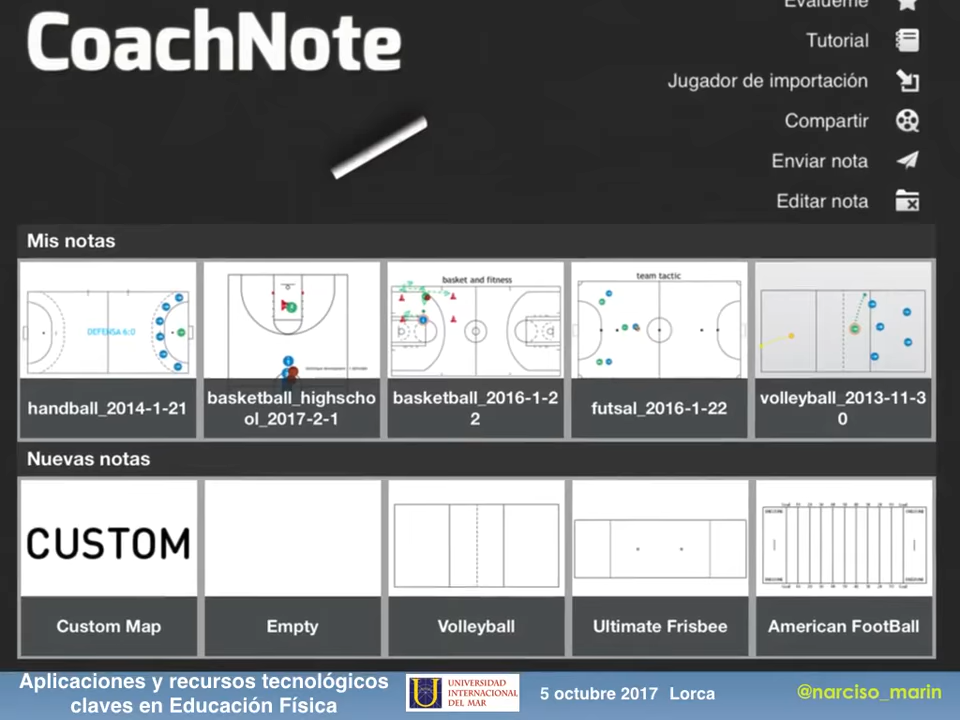 CoachNote
Evalúeme
Tutorial
Jugador de importación
Compartir
Enviar nota
Editar nota
Mis notas
DEFENSA 6:0
basket and fitness
team tactic
handball_2014-1-21
basketball_highscho
ol_2017-2-1
basketball_2016-1-2
2
futsal_2016-1-22
volleyball_2013-11-3
0
Nuevas notas
CUSTOM
Custom Map
Empty
Volleyball
Ultimate Frisbee
American FootBall
Aplicaciones y recursos tecnológicos
claves en Educación Física
UNIVERSIDAD
INTERNACIONAL
DEL MAR
5 octubre 2017 Lorca
@narciso_marin